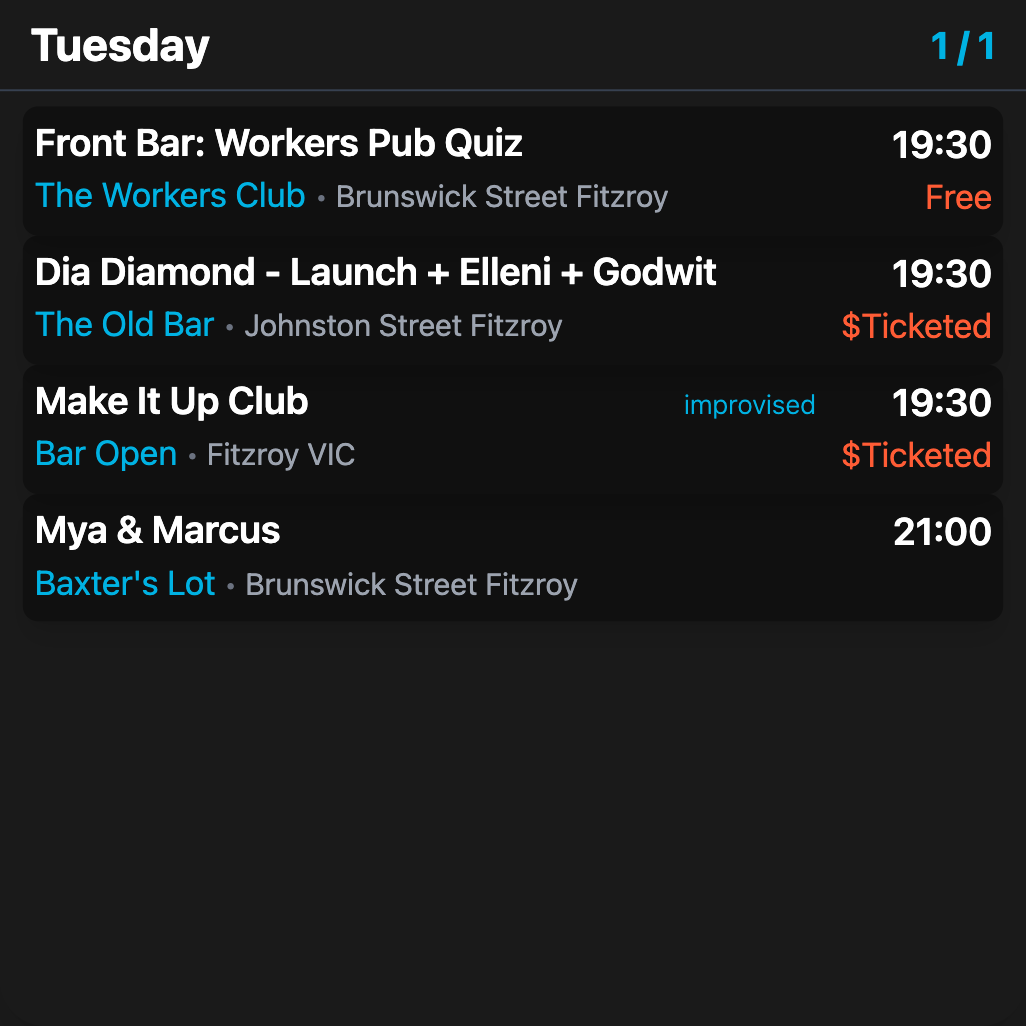 Tuesday 1 / 1
Front Bar: Workers Pub Quiz 19:30
The Workers Club • Brunswick Street Fitzroy Free
Dia Diamond - Launch + Elleni + Godwit 19:30
The Old Bar • Johnston Street Fitzroy $Ticketed
Make It Up Club improvised 19:30
Bar Open • Fitzroy VIC $Ticketed
Mya & Marcus 21:00
Baxter's Lot • Brunswick Street Fitzroy